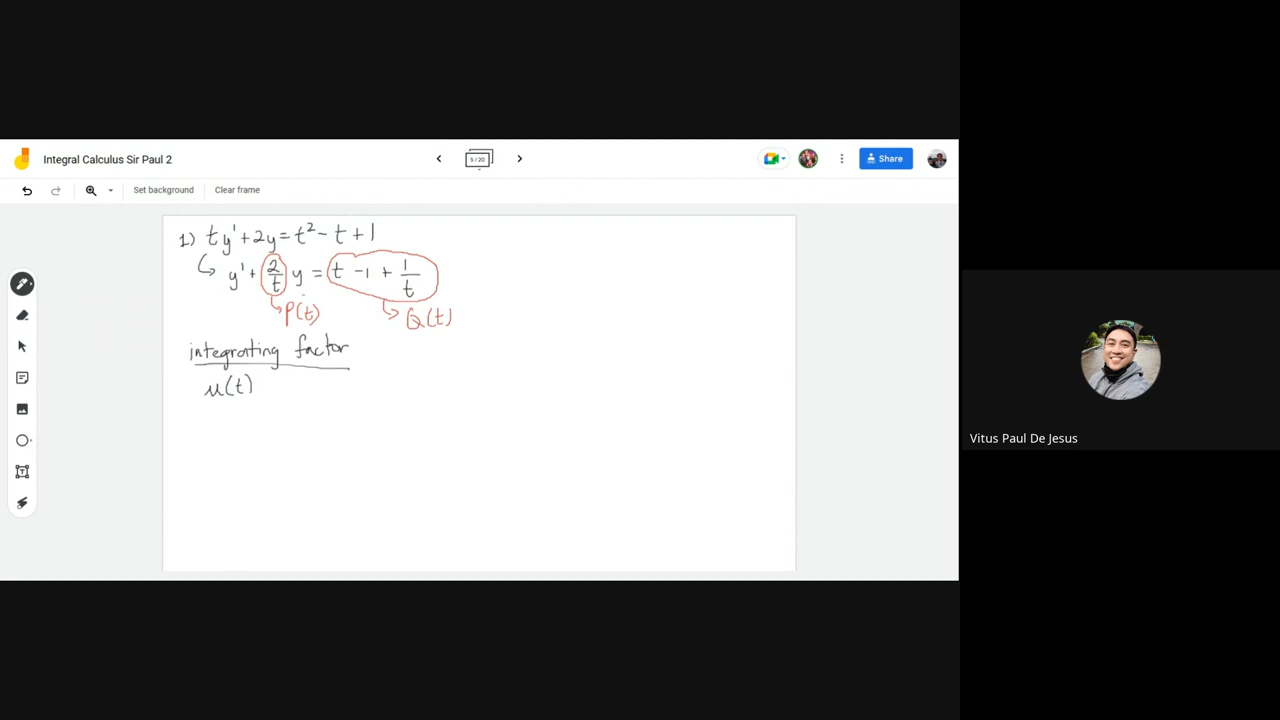 Integral Calculus Sir Paul 2
5 / 20
Share
Set background
Clear frame
1) ty' + 2y = t² - t + 1
y' + 2/t y = t - 1 + 1/t
P(t)
Q(t)
integrating factor
μ(t)
Vitus Paul De Jesus